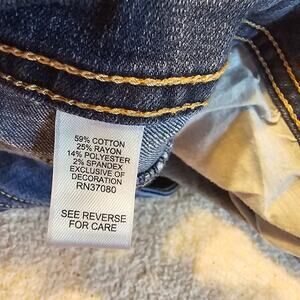 59% COTTON
25% RAYON
14% POLYESTER
2% SPANDEX
EXCLUSIVE OF
DECORATION
RN37080
SEE REVERSE
FOR CARE